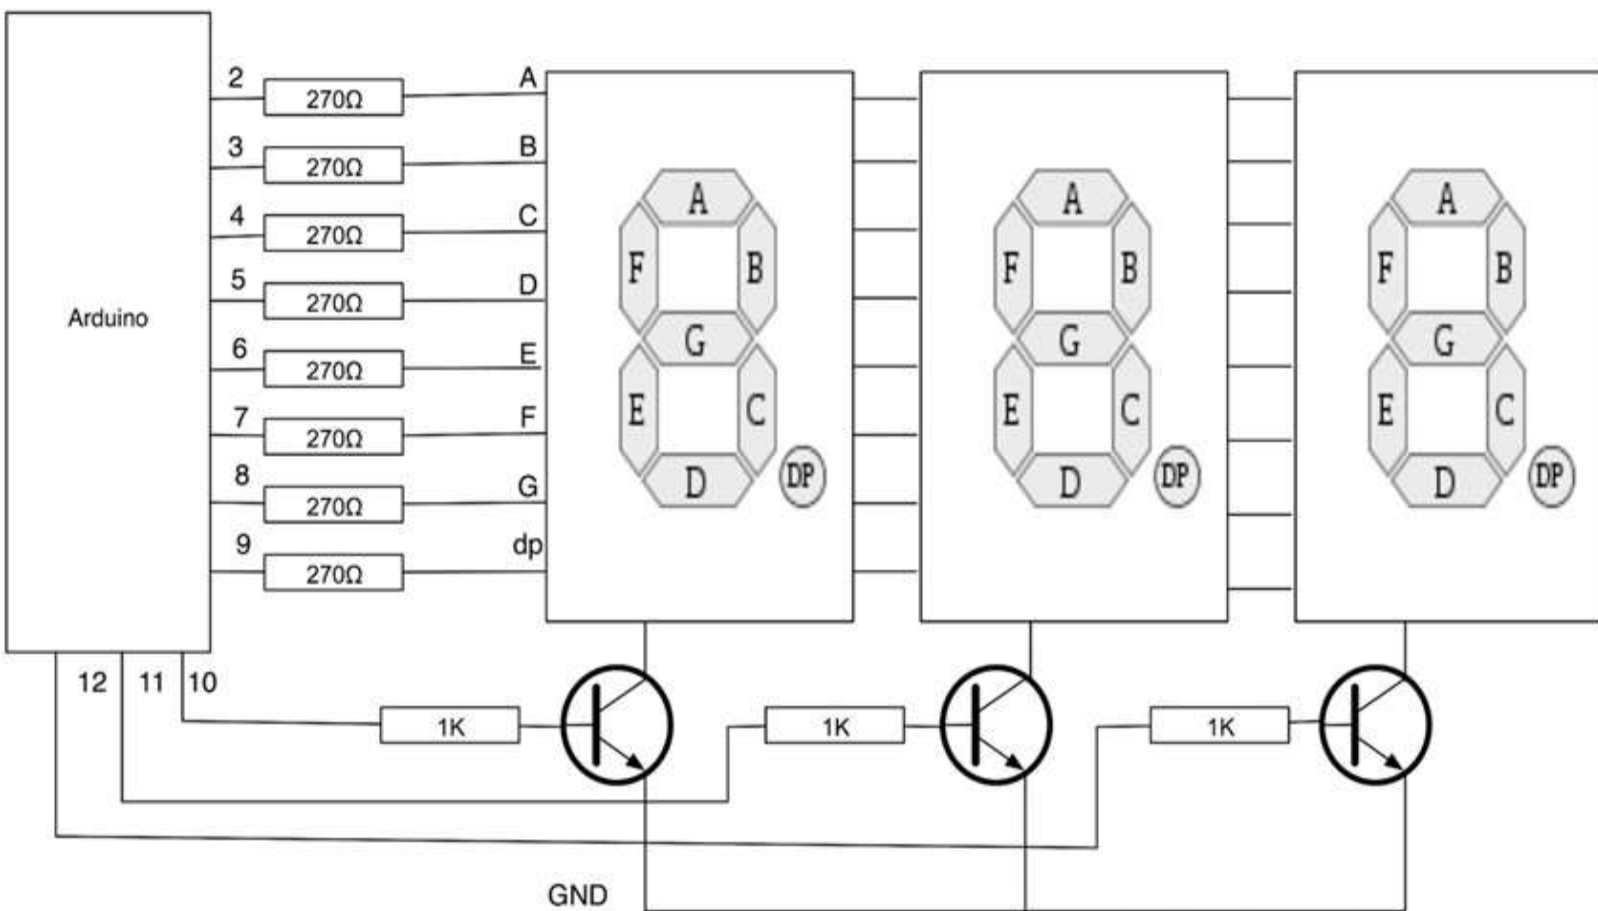 2 270Ω A
3 270Ω B
4 270Ω C
5 270Ω D
6 270Ω E
7 270Ω F
8 270Ω G
9 270Ω dp
Arduino
A
F B
G
E C
D DP
A
F B
G
E C
D DP
A
F B
G
E C
D DP
12 11 10
1K 1K 1K
GND